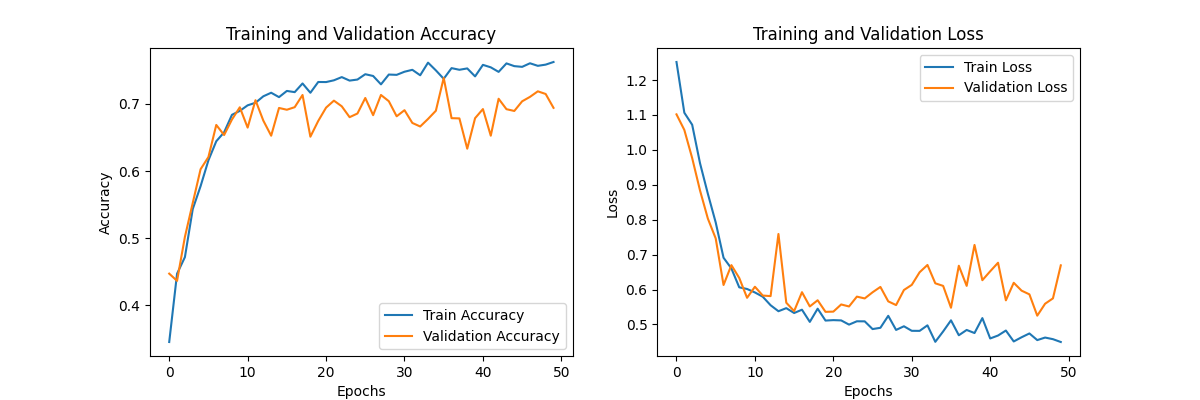 Training and Validation Accuracy
Accuracy
0.7
0.6
0.5
0.4
Train Accuracy
Validation Accuracy
0 10 20 30 40 50
Epochs
Training and Validation Loss
Loss
1.2
1.1
1.0
0.9
0.8
0.7
0.6
0.5
Train Loss
Validation Loss
0 10 20 30 40 50
Epochs